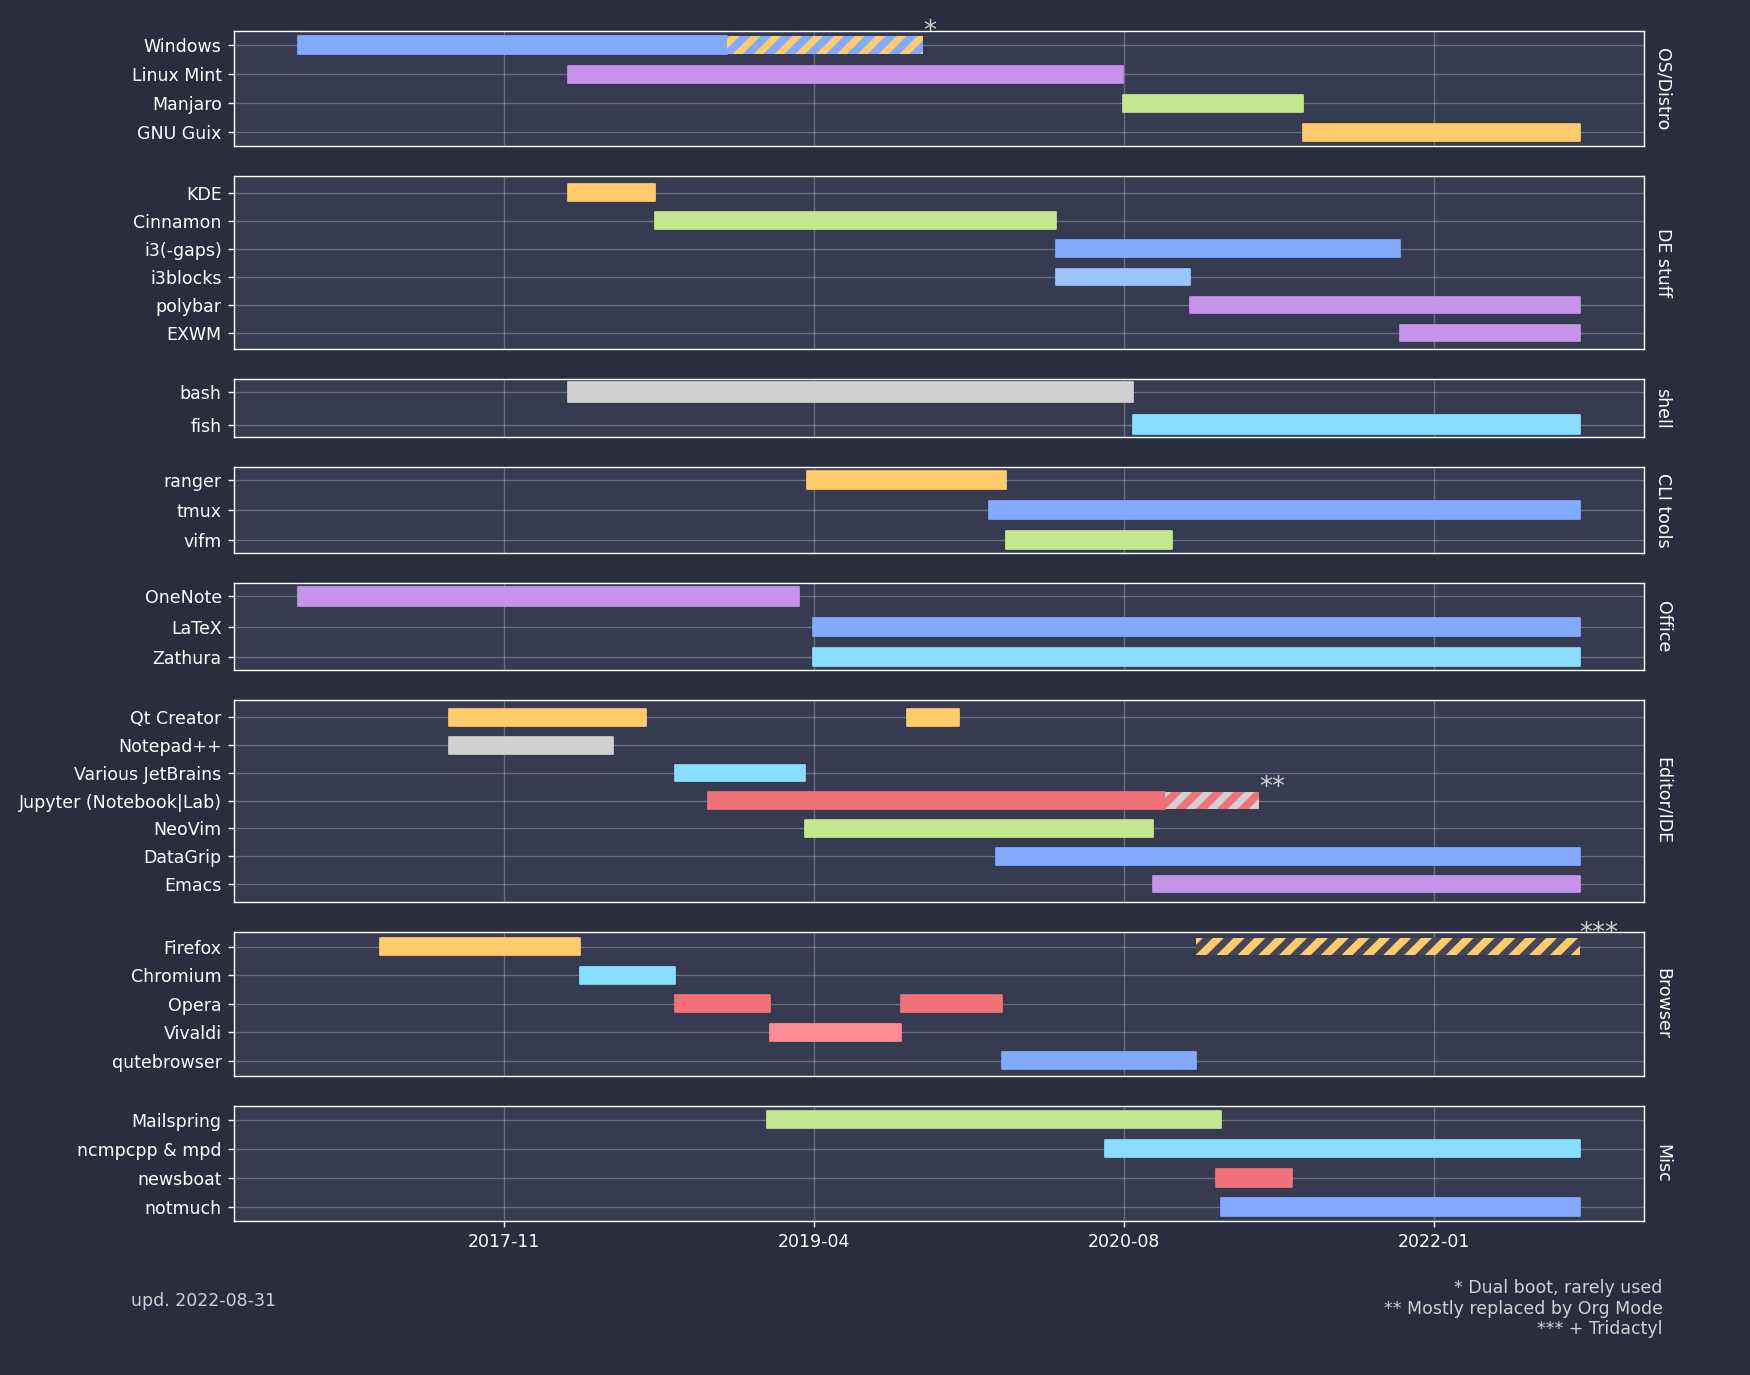 *
Windows
Linux Mint
Manjaro
GNU Guix
OS/Distro
KDE
Cinnamon
i3(-gaps)
i3blocks
polybar
EXWM
DE stuff
bash
fish
shell
ranger
tmux
vifm
CLI tools
OneNote
LaTeX
Zathura
Office
Qt Creator
Notepad++
Various JetBrains
Jupyter (Notebook|Lab)
**
NeoVim
DataGrip
Emacs
Editor/IDE
***
Firefox
Chromium
Opera
Vivaldi
qutebrowser
Browser
Mailspring
ncmpcpp & mpd
newsboat
notmuch
Misc
2017-11
2019-04
2020-08
2022-01
upd. 2022-08-31
* Dual boot, rarely used
** Mostly replaced by Org Mode
*** + Tridactyl